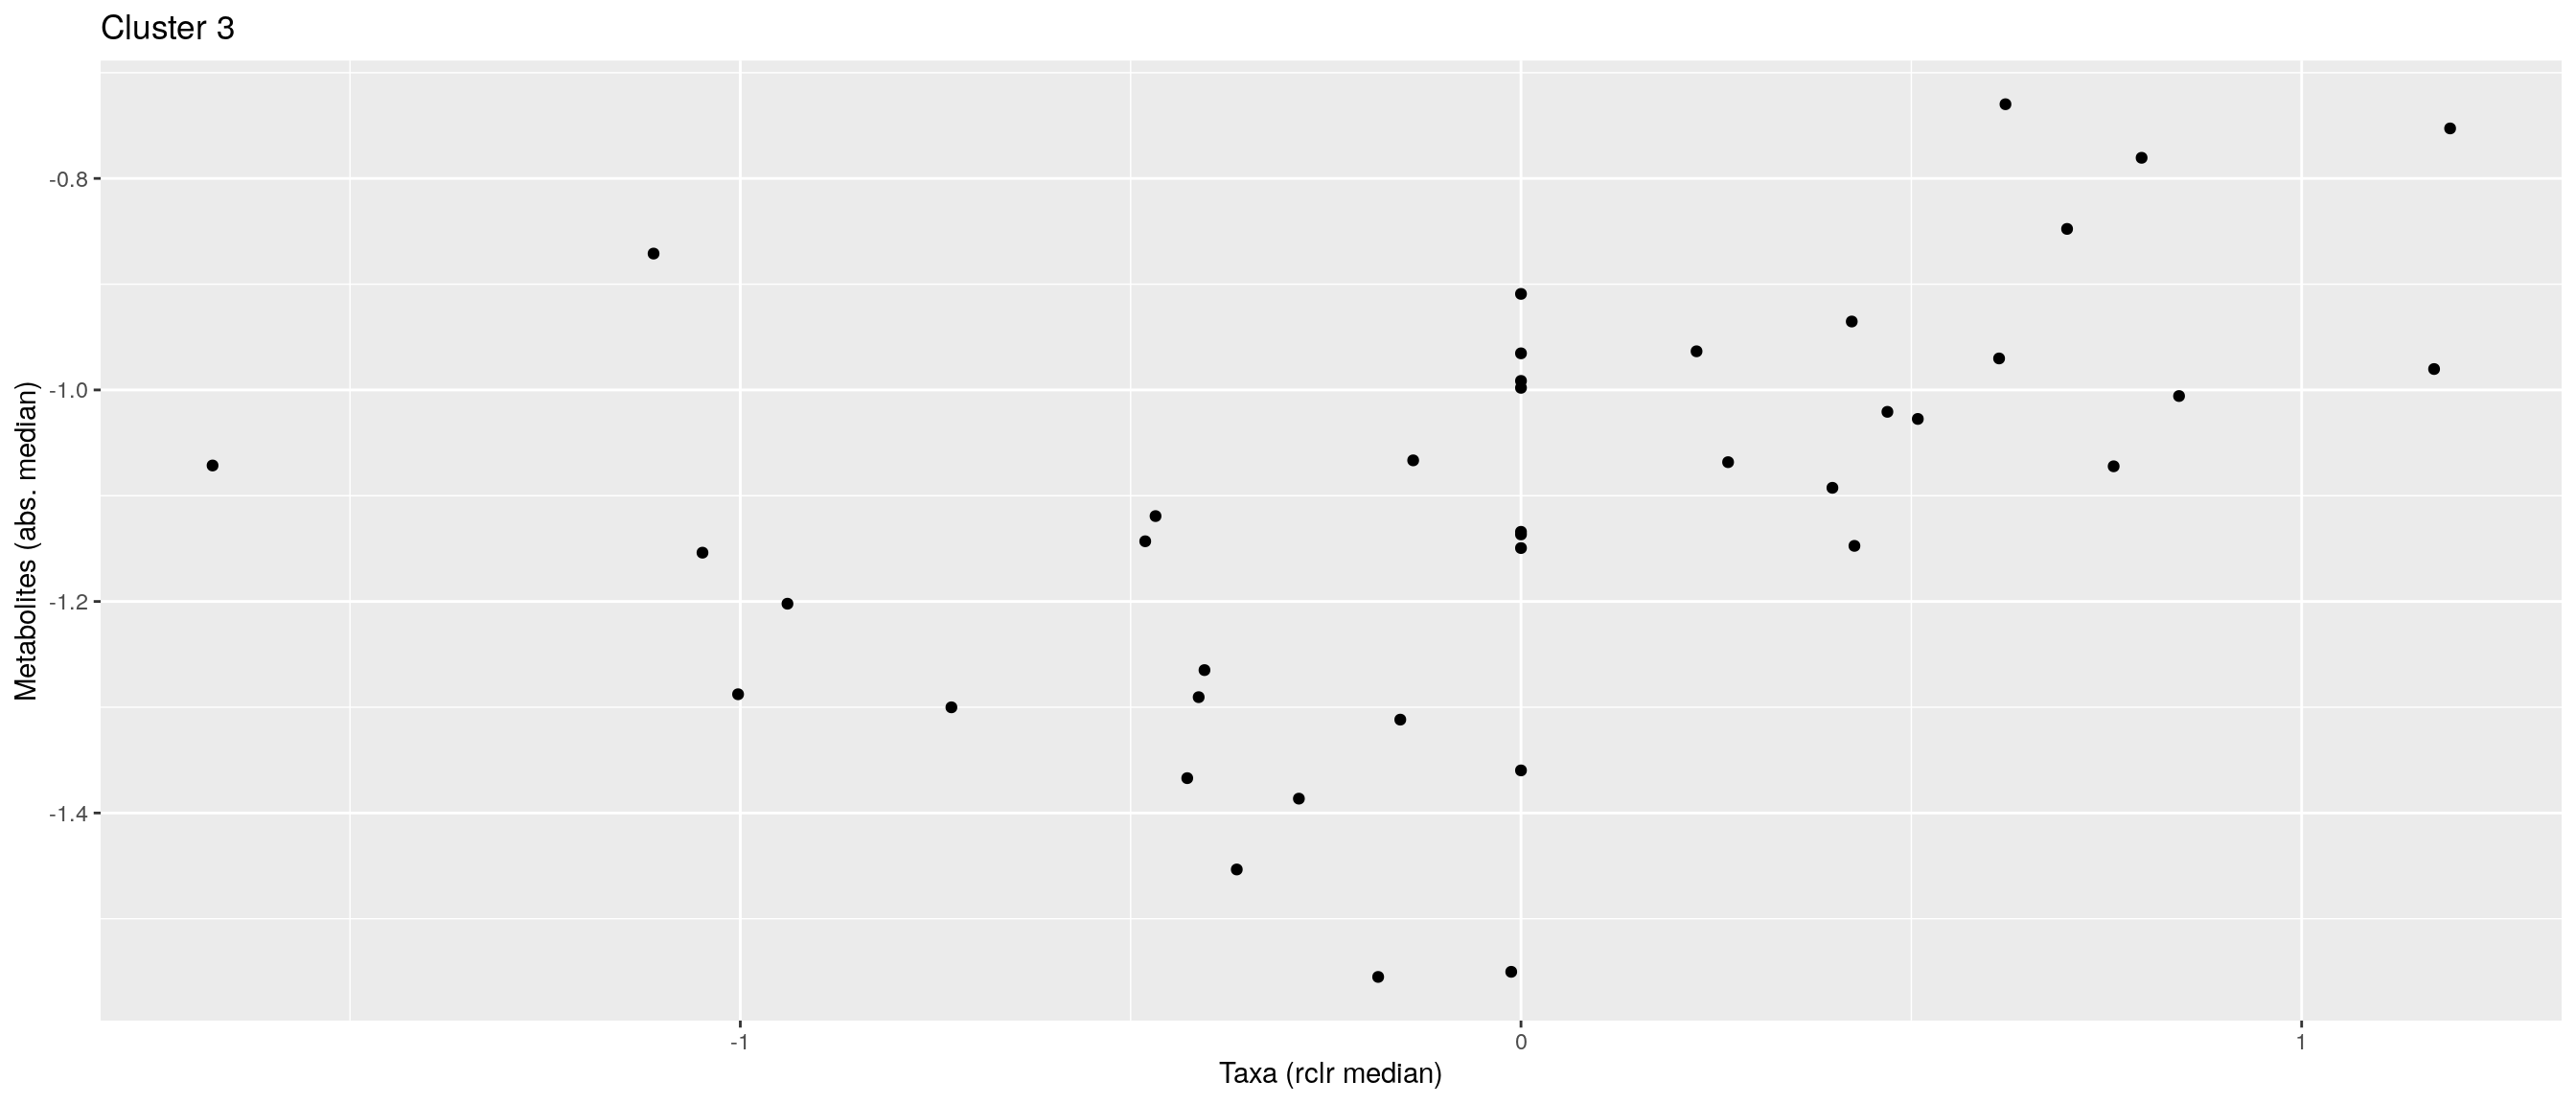 Cluster 3
Metabolites (abs. median)
-0.8
-1.0
-1.2
-1.4
-1
0
1
Taxa (rclr median)